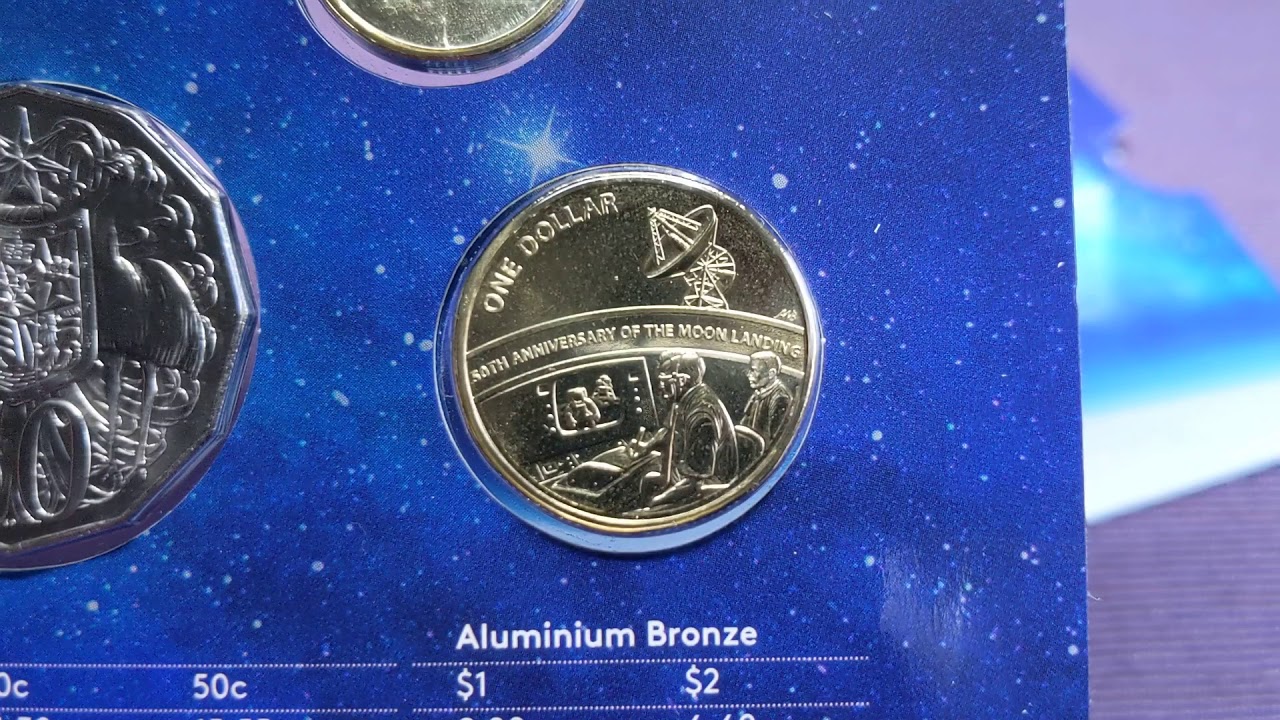 ONE DOLLAR
50TH ANNIVERSARY OF THE MOON LANDING
Aluminium Bronze
50c
$1
$2